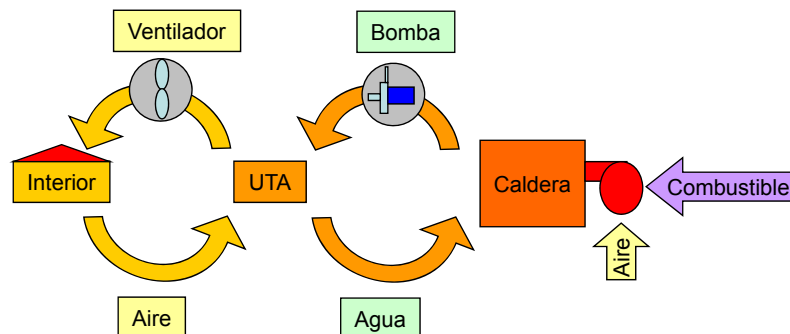 Ventilador
Bomba
Interior
UTA
Caldera
Combustible
Aire
Aire
Agua